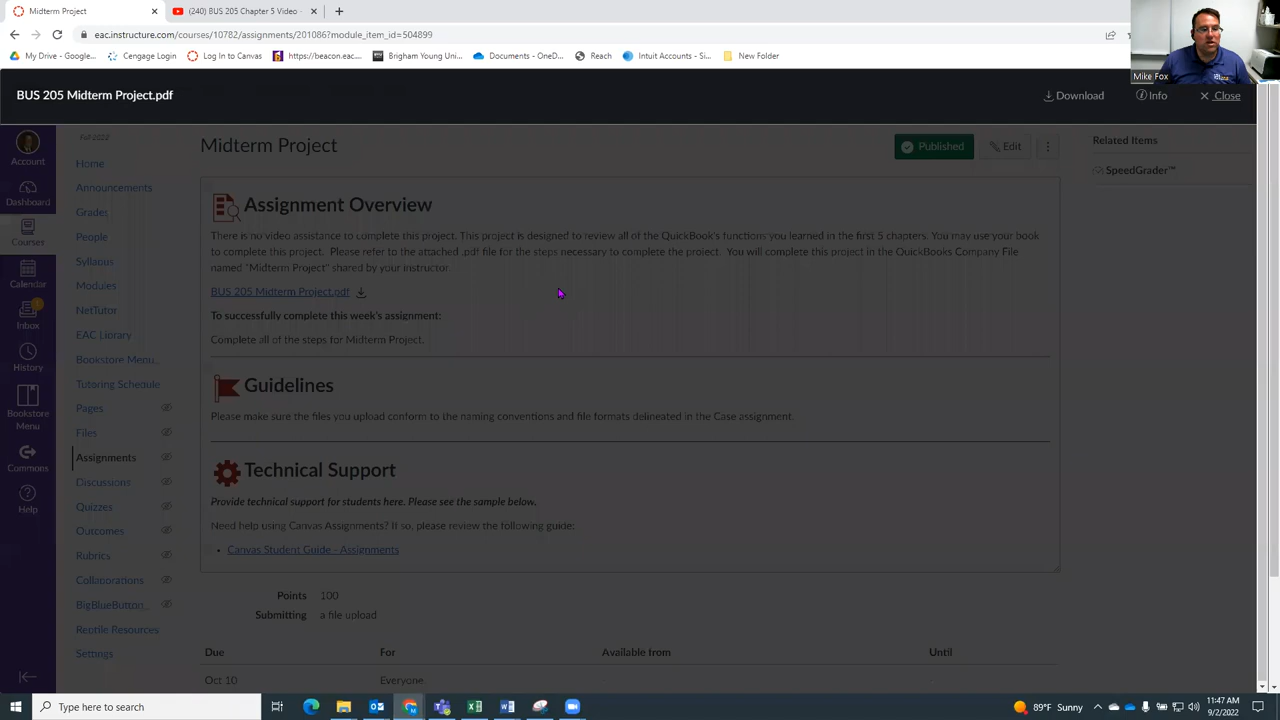 Midterm Project
(240) BUS 205 Chapter 5 Video -
eac.instructure.com/courses/10782/assignments/201086?module_item_id=504899
My Drive - Google...
Cengage Login
Log In to Canvas
https://beacon.eac....
Brigham Young Uni...
Documents - OneD...
Reach
Intuit Accounts - Si...
New Folder
Mike Fox
BUS 205 Midterm Project.pdf
Download
Info
Close
Fall 2022
Account
Dashboard
Courses
Calendar
Inbox
History
Bookstore Menu
Commons
Help
Home
Announcements
Grades
People
Syllabus
Modules
NetTutor
EAC Library
Bookstore Menu...
Tutoring Schedule
Pages
Files
Assignments
Discussions
Quizzes
Outcomes
Rubrics
Collaborations
BigBlueButton...
Reptile Resources
Settings
Midterm Project
Published
Edit
Related Items
SpeedGrader™
Assignment Overview
There is no video assistance to complete this project. This project is designed to review all of the QuickBook's functions you learned in the first 5 chapters. You may use your book
to complete this project. Please refer to the attached .pdf file for the steps necessary to complete the project. You will complete this project in the QuickBooks Company File
named "Midterm Project" shared by your instructor
BUS 205 Midterm Project.pdf
To successfully complete this week's assignment:
Complete all of the steps for Midterm Project.
Guidelines
Please make sure the files you upload conform to the naming conventions and file formats delineated in the Case assignment.
Technical Support
Provide technical support for students here. Please see the sample below.
Need help using Canvas Assignments? If so, please review the following guide:
Canvas Student Guide - Assignments
Points 100
Submitting a file upload
Due For Available from Until
Oct 10 Everyone
Type here to search
89°F Sunny
11:47 AM
9/2/2022